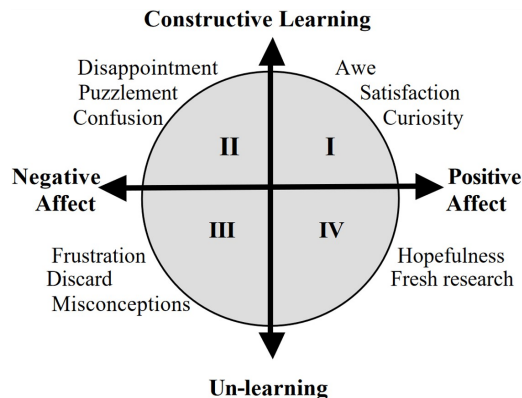 Constructive Learning
Disappointment
Puzzlement
Confusion
Awe
Satisfaction
Curiosity
II
I
Negative
Affect
Positive
Affect
III
IV
Frustration
Discard
Misconceptions
Hopefulness
Fresh research
Un-learning